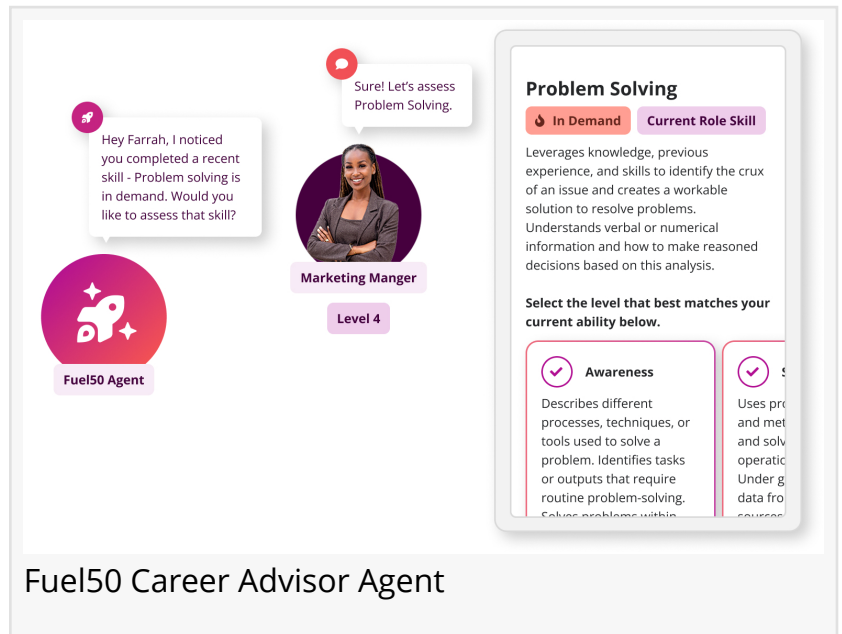 Hey Farrah, I noticed
you completed a recent
skill - Problem solving is
in demand. Would you
like to assess that skill?
Fuel50 Agent
Sure! Let's assess
Problem Solving.
Marketing Manger
Level 4
Problem Solving
In Demand
Current Role Skill
Leverages knowledge, previous
experience, and skills to identify the crux
of an issue and creates a workable
solution to resolve problems.
Understands verbal or numerical
information and how to make reasoned
decisions based on this analysis.
Select the level that best matches your
current ability below.
Awareness
Describes different
processes, techniques, or
tools used to solve a
problem. Identifies tasks
or outputs that require
routine problem-solving.
Solves problems within
Uses
and
and
Under
data
sources
Fuel50 Career Advisor Agent